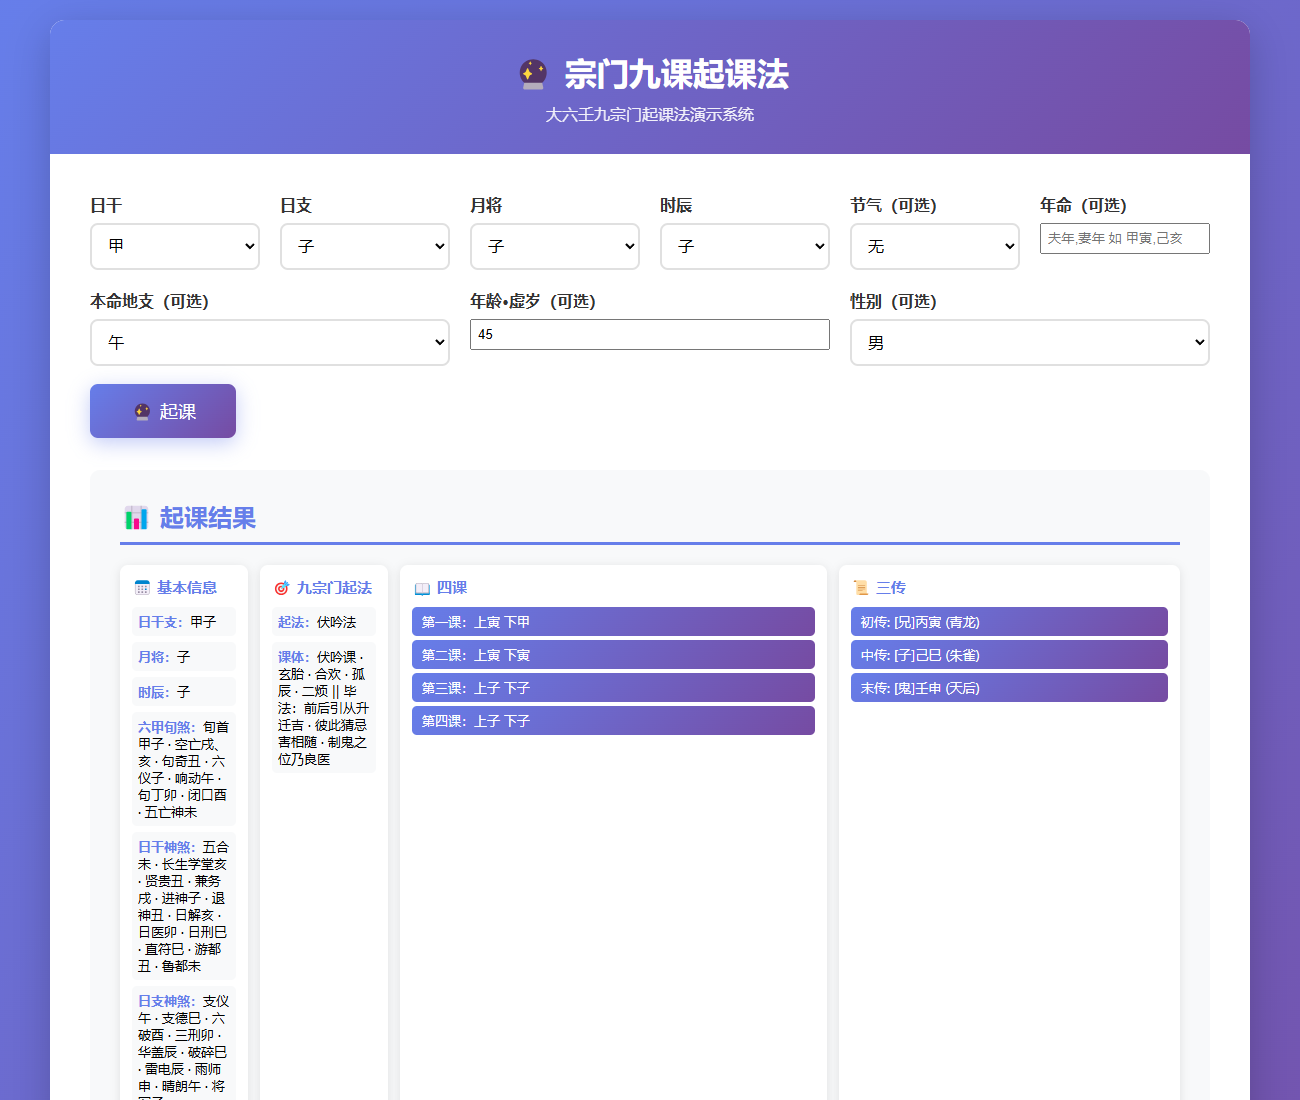 🔮 宗门九课起课法
大六壬九宗门起课法演示系统
日干
日支
月将
时辰
节气（可选）
年命（可选）
甲
子
子
子
无
夫年,妻年 如 甲寅,己亥
本命地支（可选）
年龄•虚岁（可选）
性别（可选）
午
45
男
🔮 起课
📊 起课结果
📅 基本信息
日干支：甲子
月将：子
时辰：子
六甲旬煞：旬首
甲子 · 空亡戌、
亥 · 旬奇丑 · 六
仪子 · 响动午 ·
旬丁卯 · 闭口酉
· 五亡神未
日干神煞：五合
未 · 长生学堂亥
· 贤贵丑 · 兼务
戌 · 进神子 · 退
神丑 · 日解亥 ·
日医卯 · 日刑巳
· 直符巳 · 游都
丑 · 鲁都未
日支神煞：支仪
午 · 支德巳 · 六
破酉 · 三刑卯 ·
华盖辰 · 破碎巳
· 雷电辰 · 雨师
申 · 晴朗午 · 将
🎯 九宗门起法
起法：伏吟法
课体：伏吟课 ·
玄胎 · 合欢 · 孤
辰 · 二烦 || 毕
法：前后引从升
迁吉 · 彼此猜忌
害相随 · 制鬼之
位乃良医
📖 四课
第一课：上寅 下甲
第二课：上寅 下寅
第三课：上子 下子
第四课：上子 下子
📜 三传
初传: [兄]丙寅 (青龙)
中传: [子]己巳 (朱雀)
末传: [鬼]壬申 (天后)